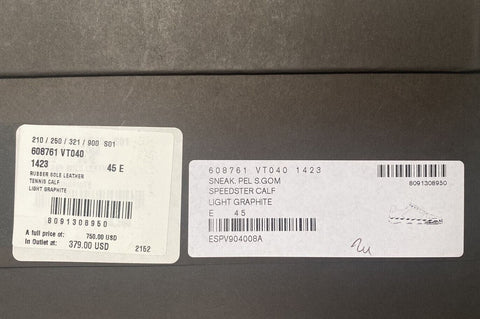 210 / 250 / 321 / 900 S01
608761 VT040
1423 45 E
RUBBER SOLE LEATHER
TENNIS CALF
LIGHT GRAPHITE
8091308950
A full price of: 750.00 USD
In Outlet at: 379.00 USD 2152
608761 VT040 1423
SNEAK. PEL S.GOM
SPEEDSTER CALF
LIGHT GRAPHITE
E 45
ESPV904008A
8091308950